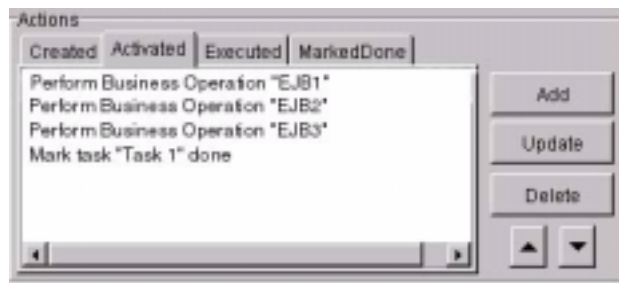 Actions
Created Activated Executed MarkedDone
Perform Business Operation "EJB1"
Perform Business Operation "EJB2"
Perform Business Operation "EJB3"
Mark task "Task 1" done
Add
Update
Delete